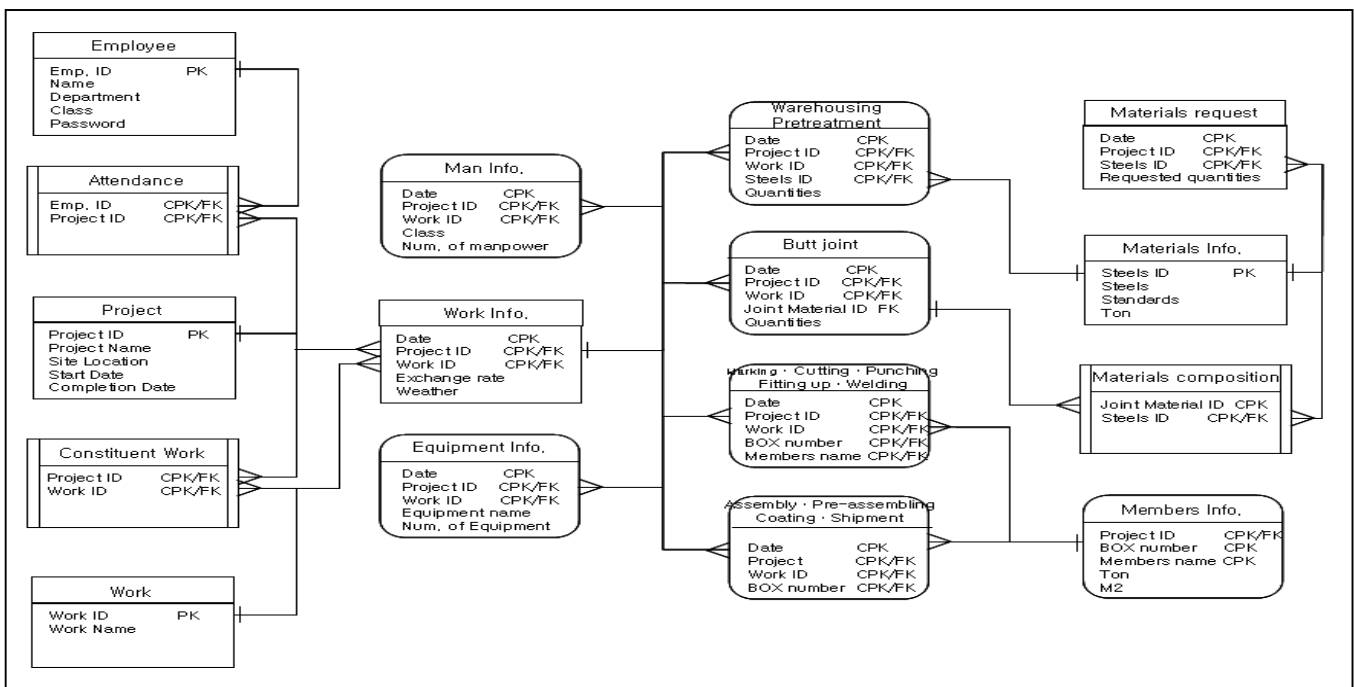 Employee
Emp. ID PK
Name
Department
Class
Password
Attendance
Emp. ID CPK/FK
Project ID CPK/FK
Project
Project ID PK
Project Name
Site Location
Start Date
Completion Date
Constituent Work
Project ID CPK/FK
Work ID CPK/FK
Work
Work ID PK
Work Name
Man Info.
Date CPK
Project ID CPK/FK
Work ID CPK/FK
Class
Num. of manpower
Work Info.
Date CPK
Project ID CPK/FK
Work ID CPK/FK
Exchange rate
Weather
Equipment Info.
Date CPK
Project ID CPK/FK
Work ID CPK/FK
Equipment name
Num. of Equipment
Warehousing
Pretreatment
Date CPK
Project ID CPK/FK
Work ID CPK/FK
Steels ID CPK/FK
Quantities
Butt joint
Date CPK
Project ID CPK/FK
Work ID CPK/FK
Joint Material ID FK
Quantities
Marking · Cutting · Punching
Fitting up · Welding
Date CPK
Project ID CPK/FK
Work ID CPK/FK
BOX number CPK/FK
Members name CPK/FK
Assembly · Pre-assembling
Coating · Shipment
Date CPK
Project CPK/FK
Work ID CPK/FK
BOX number CPK/FK
Materials request
Date CPK
Project ID CPK/FK
Steels ID CPK/FK
Requested quantities
Materials Info.
Steels ID PK
Steels
Standards
Ton
Materials composition
Joint Material ID CPK
Steels ID CPK/FK
Members Info.
Project ID CPK/FK
BOX number CPK
Members name CPK
Ton
M2